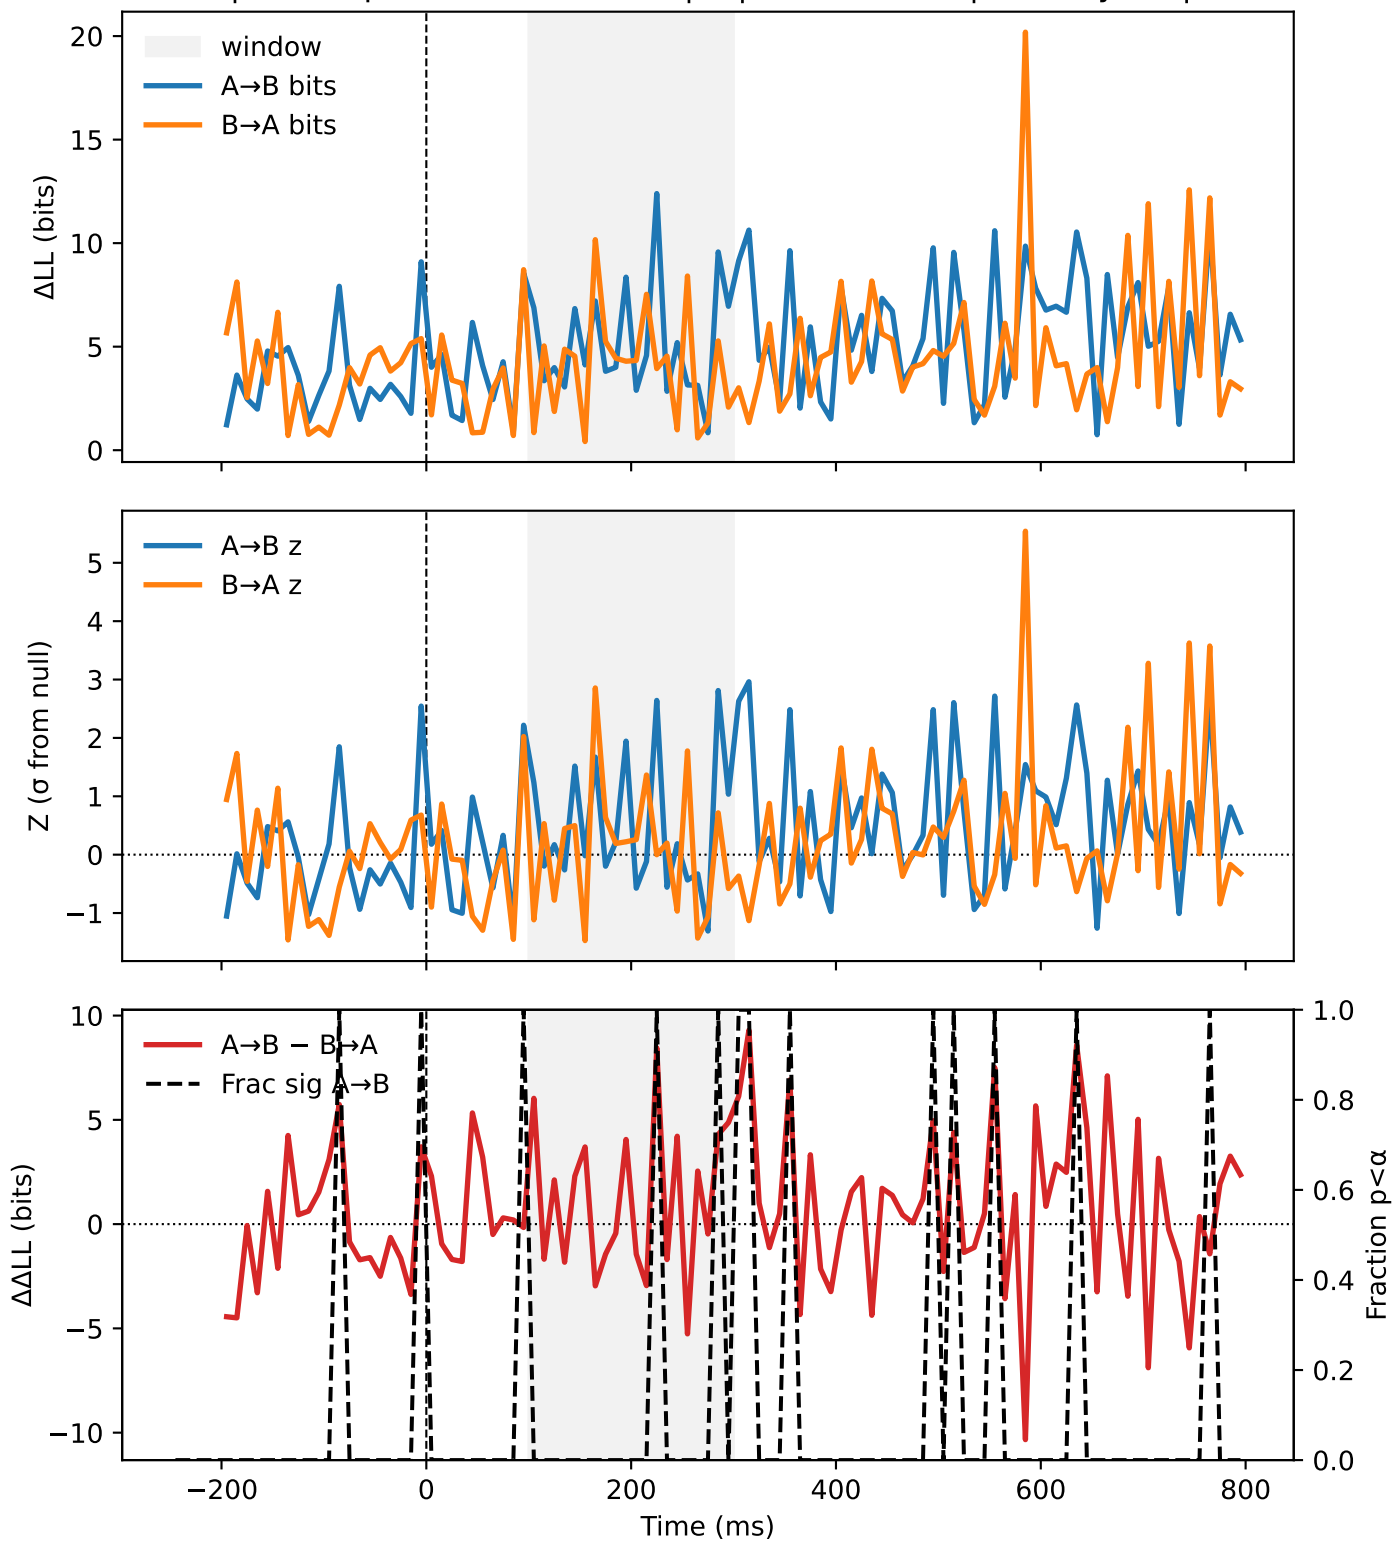 20
15
10
5
0
ΔLL (bits)
window
A→B bits
B→A bits
5
4
3
2
1
0
−1
Z (σ from null)
A→B z
B→A z
10
5
0
−5
−10
ΔΔLL (bits)
A→B − B→A
Frac sig A→B
1.0
0.8
0.6
0.4
0.2
0.0
Fraction p<α
−200 0 200 400 600 800
Time (ms)